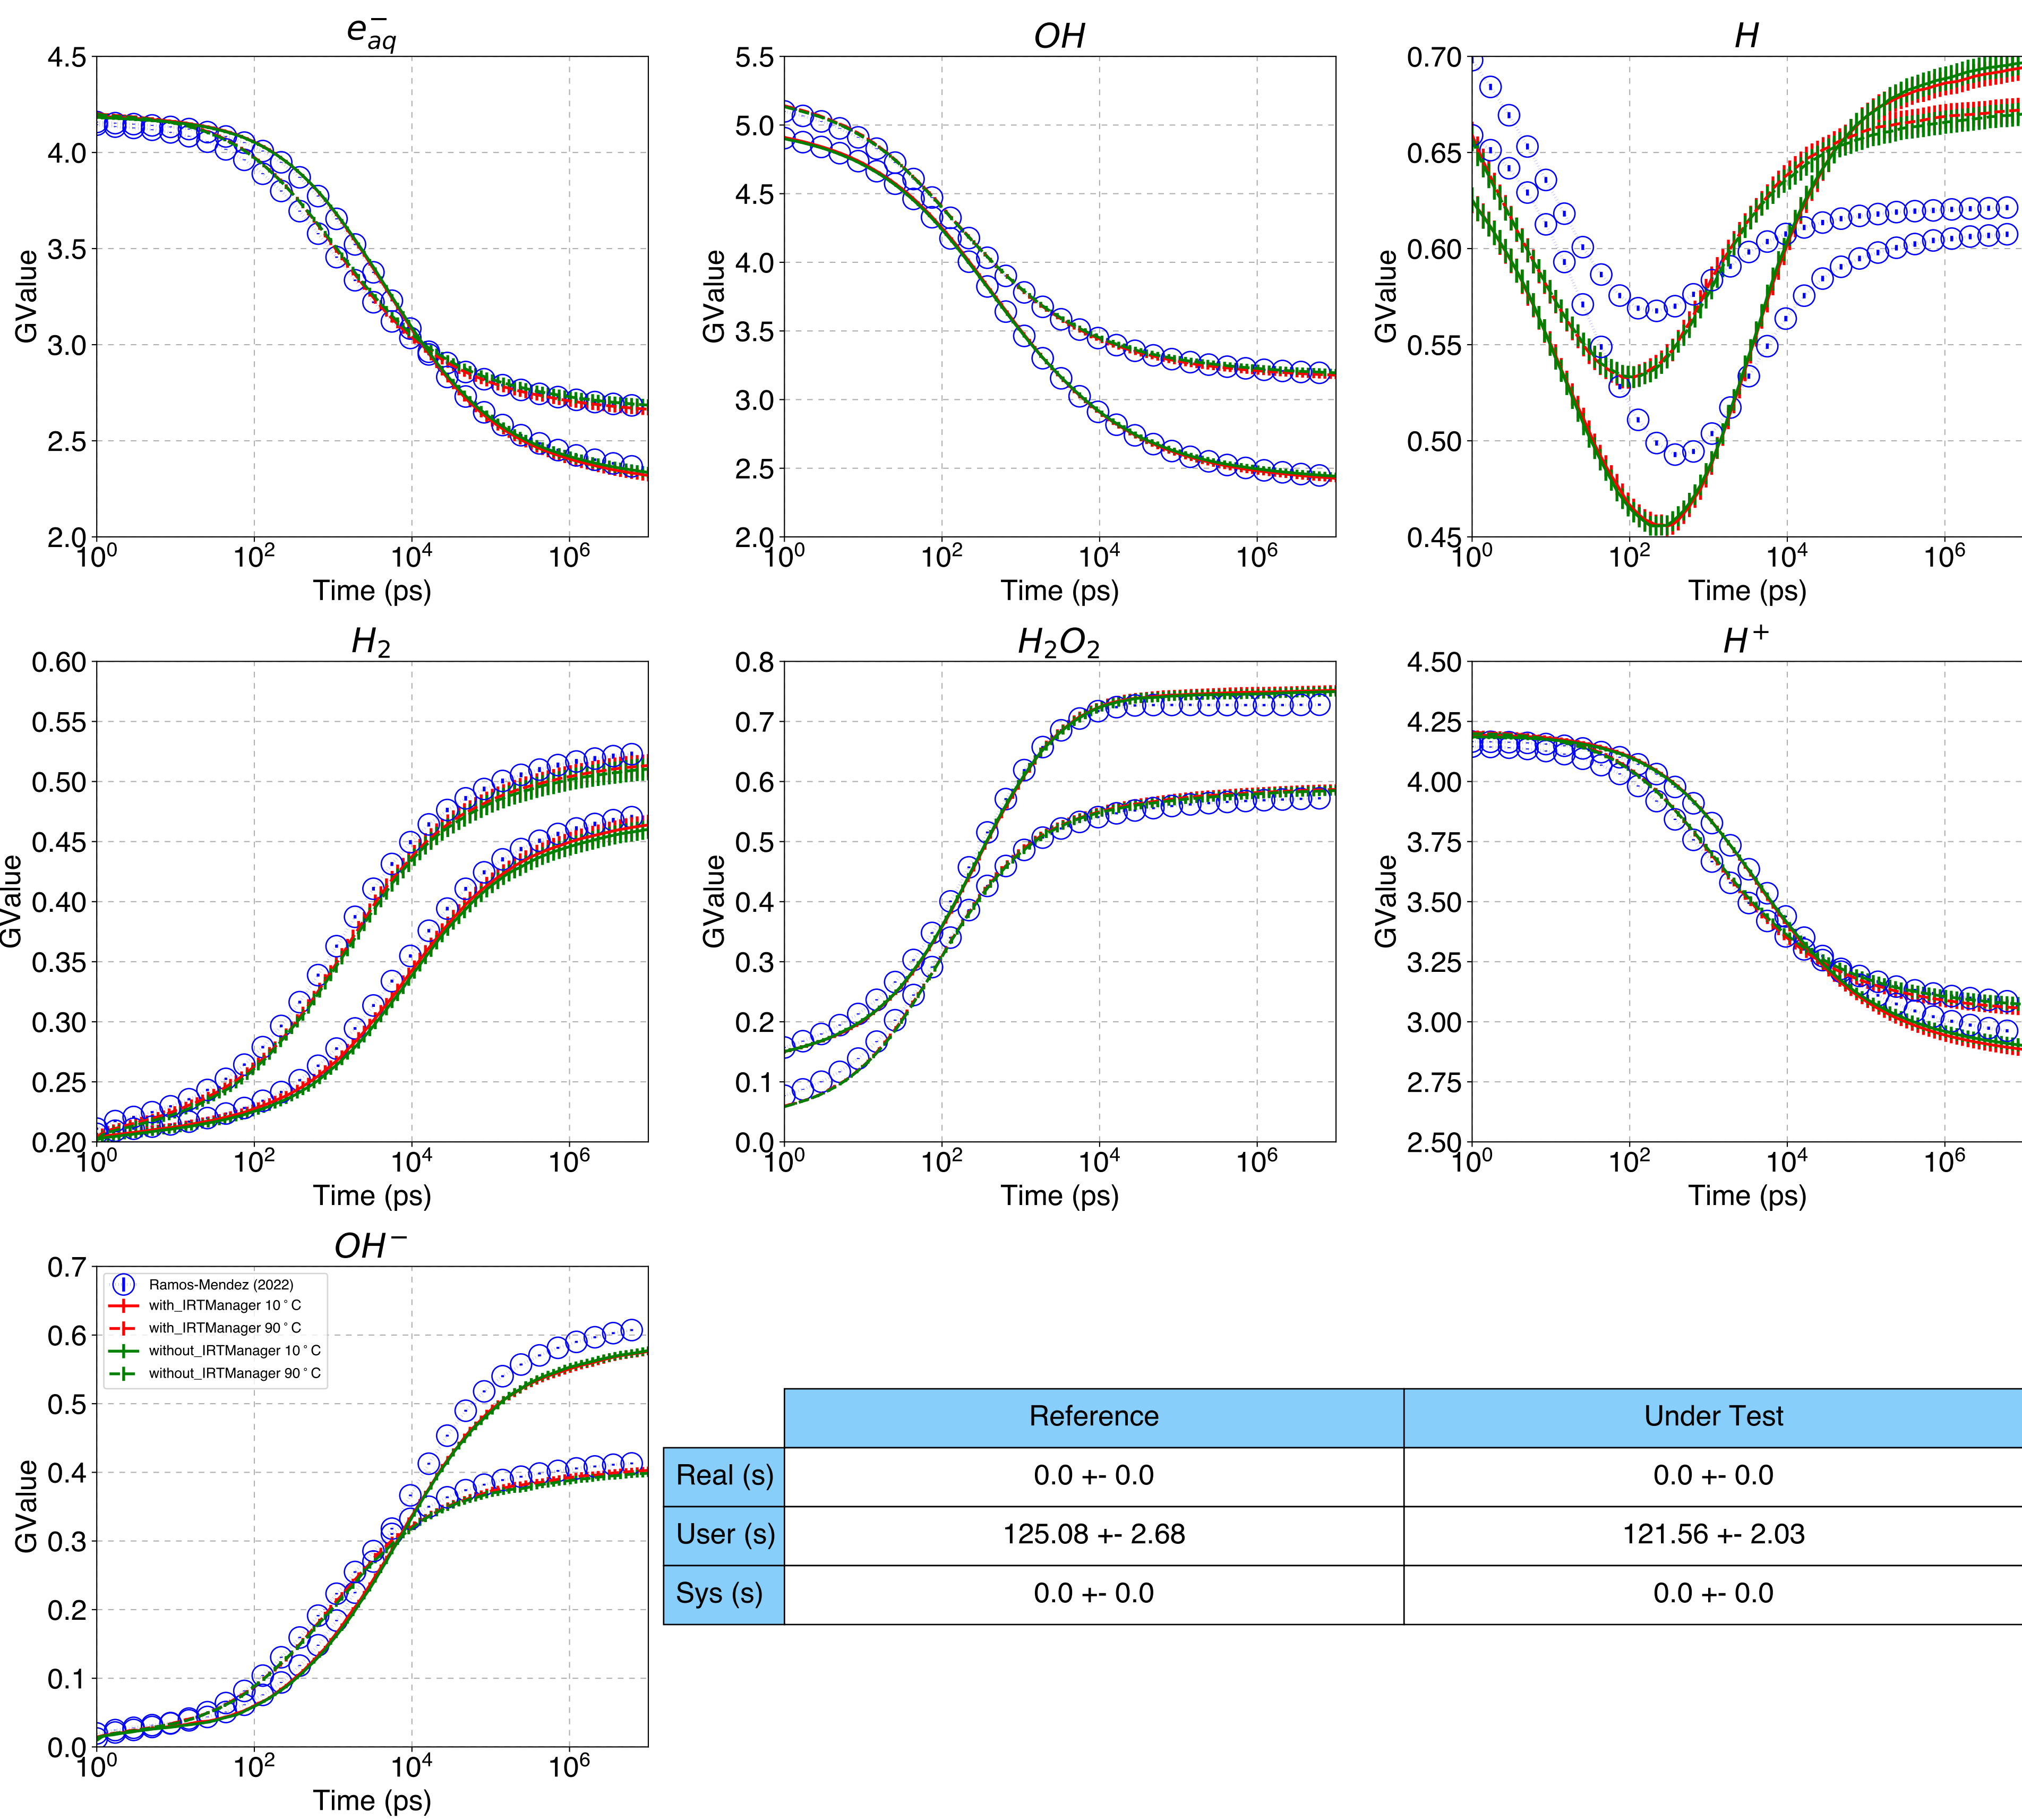 e⁻aq
GValue
4.5
4.0
3.5
3.0
2.5
2.0
10⁰ 10² 10⁴ 10⁶
Time (ps)
OH
GValue
5.5
5.0
4.5
4.0
3.5
3.0
2.5
2.0
10⁰ 10² 10⁴ 10⁶
Time (ps)
H
GValue
0.70
0.65
0.60
0.55
0.50
0.45
10⁰ 10² 10⁴ 10⁶
Time (ps)
H₂
GValue
0.60
0.55
0.50
0.45
0.40
0.35
0.30
0.25
0.20
10⁰ 10² 10⁴ 10⁶
Time (ps)
H₂O₂
GValue
0.8
0.7
0.6
0.5
0.4
0.3
0.2
0.1
0.0
10⁰ 10² 10⁴ 10⁶
Time (ps)
H⁺
GValue
4.50
4.25
4.00
3.75
3.50
3.25
3.00
2.75
2.50
10⁰ 10² 10⁴ 10⁶
Time (ps)
OH⁻
GValue
0.7
0.6
0.5
0.4
0.3
0.2
0.1
0.0
10⁰ 10² 10⁴ 10⁶
Time (ps)
Ramos-Mendez (2022)
with_IRTManager 10°C
with_IRTManager 90°C
without_IRTManager 10°C
without_IRTManager 90°C
Reference Under Test
Real (s) 0.0 +- 0.0 0.0 +- 0.0
User (s) 125.08 +- 2.68 121.56 +- 2.03
Sys (s) 0.0 +- 0.0 0.0 +- 0.0